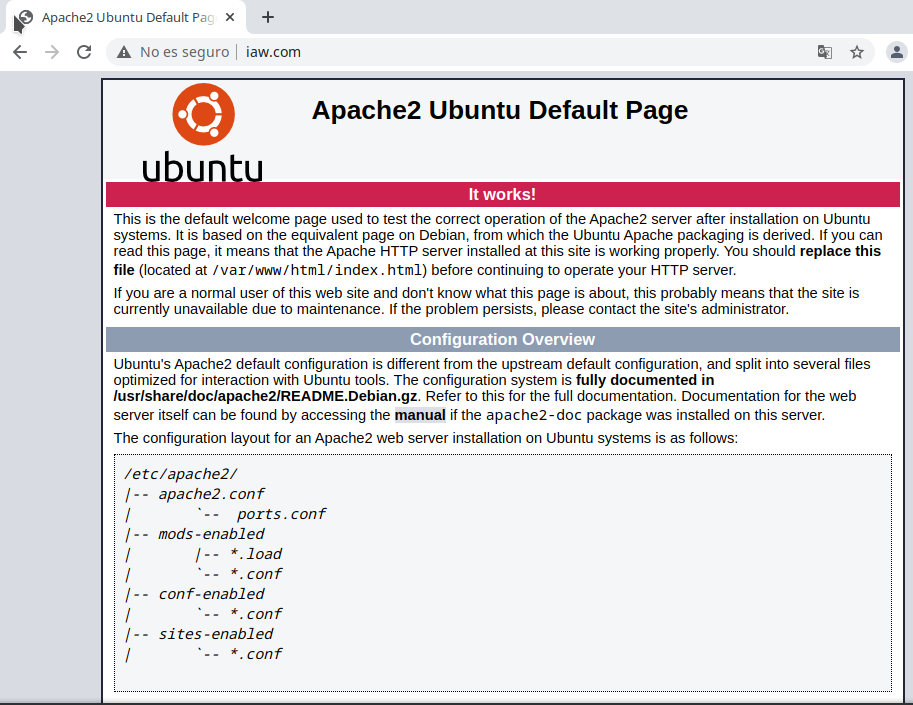 Apache2 Ubuntu Default Pag
No es seguro
iaw.com
ubuntu
Apache2 Ubuntu Default Page
It works!
This is the default welcome page used to test the correct operation of the Apache2 server after installation on Ubuntu
systems. It is based on the equivalent page on Debian, from which the Ubuntu Apache packaging is derived. If you can
read this page, it means that the Apache HTTP server installed at this site is working properly. You should replace this
file (located at /var/www/html/index.html) before continuing to operate your HTTP server.
If you are a normal user of this web site and don't know what this page is about, this probably means that the site is
currently unavailable due to maintenance. If the problem persists, please contact the site's administrator.
Configuration Overview
Ubuntu's Apache2 default configuration is different from the upstream default configuration, and split into several files
optimized for interaction with Ubuntu tools. The configuration system is fully documented in
/usr/share/doc/apache2/README.Debian.gz. Refer to this for the full documentation. Documentation for the web
server itself can be found by accessing the manual if the apache2-doc package was installed on this server.
The configuration layout for an Apache2 web server installation on Ubuntu systems is as follows:
/etc/apache2/
|-- apache2.conf
|       `--  ports.conf
|-- mods-enabled
|       |-- *.load
|       `-- *.conf
|-- conf-enabled
|       `-- *.conf
|-- sites-enabled
|       `-- *.conf